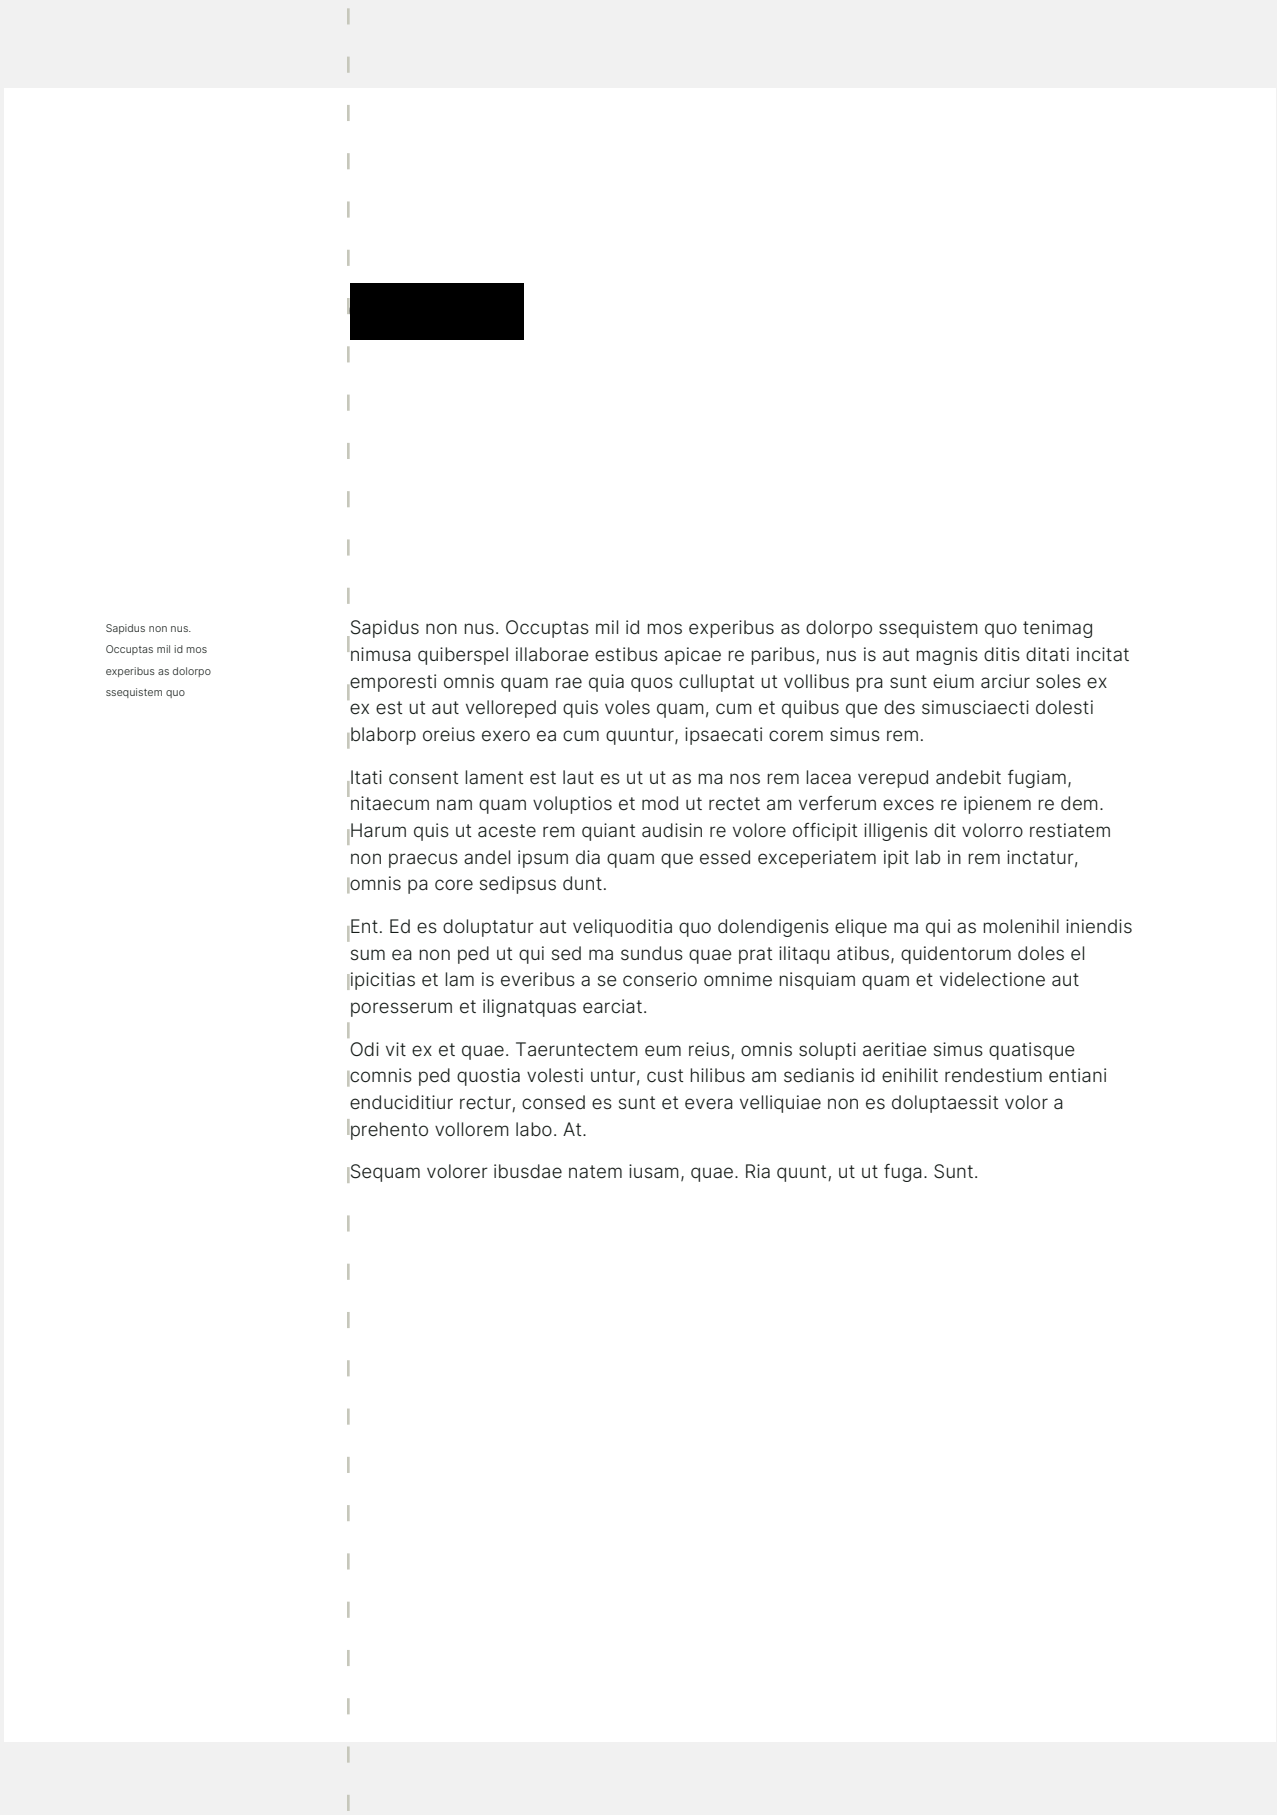 Sapidus non nus.
Occuptas mil id mos
experibus as dolorpo
ssequistem quo
Sapidus non nus. Occuptas mil id mos experibus as dolorpo ssequistem quo tenimag
nimusa quiberspel illaborae estibus apicae re paribus, nus is aut magnis ditis ditati incitat
emporesti omnis quam rae quia quos culluptat ut vollibus pra sunt eium arciur soles ex
ex est ut aut velloreped quis voles quam, cum et quibus que des simusciaecti dolesti
blaborp oreius exero ea cum quuntur, ipsaecati corem simus rem.
Itati consent lament est laut es ut ut as ma nos rem lacea verepud andebit fugiam,
nitaecum nam quam voluptios et mod ut rectet am verferum exces re ipienem re dem.
Harum quis ut aceste rem quiant audisin re volore officipit illigenis dit volorro restiatem
non praecus andel ipsum dia quam que essed exceperiatem ipit lab in rem inctatur,
omnis pa core sedipsus dunt.
Ent. Ed es doluptatur aut veliquoditia quo dolendigenis elique ma qui as molenihil iniendis
sum ea non ped ut qui sed ma sundus quae prat ilitaqu atibus, quidentorum doles el
ipicitias et lam is everibus a se conserio omnime nisquiam quam et videlectione aut
poresserum et ilignatquas earciat.
Odi vit ex et quae. Taeruntectem eum reius, omnis solupti aeritiae simus quatisque
comnis ped quostia volesti untur, cust hilibus am sedianis id enihilit rendestium entiani
enduciditiur rectur, consed es sunt et evera velliquiae non es doluptaessit volor a
prehento vollorem labo. At.
Sequam volorer ibusdae natem iusam, quae. Ria quunt, ut ut fuga. Sunt.